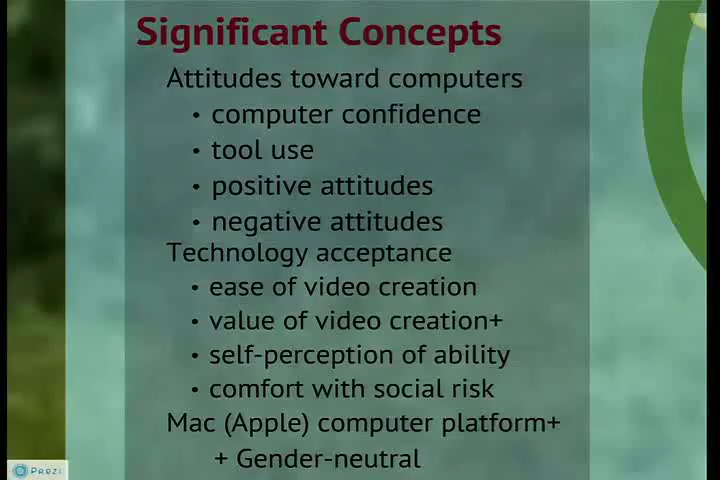 Significant Concepts
Attitudes toward computers
• computer confidence
• tool use
• positive attitudes
• negative attitudes
Technology acceptance
• ease of video creation
• value of video creation+
• self-perception of ability
• comfort with social risk
Mac (Apple) computer platform+
+ Gender-neutral
Prezi